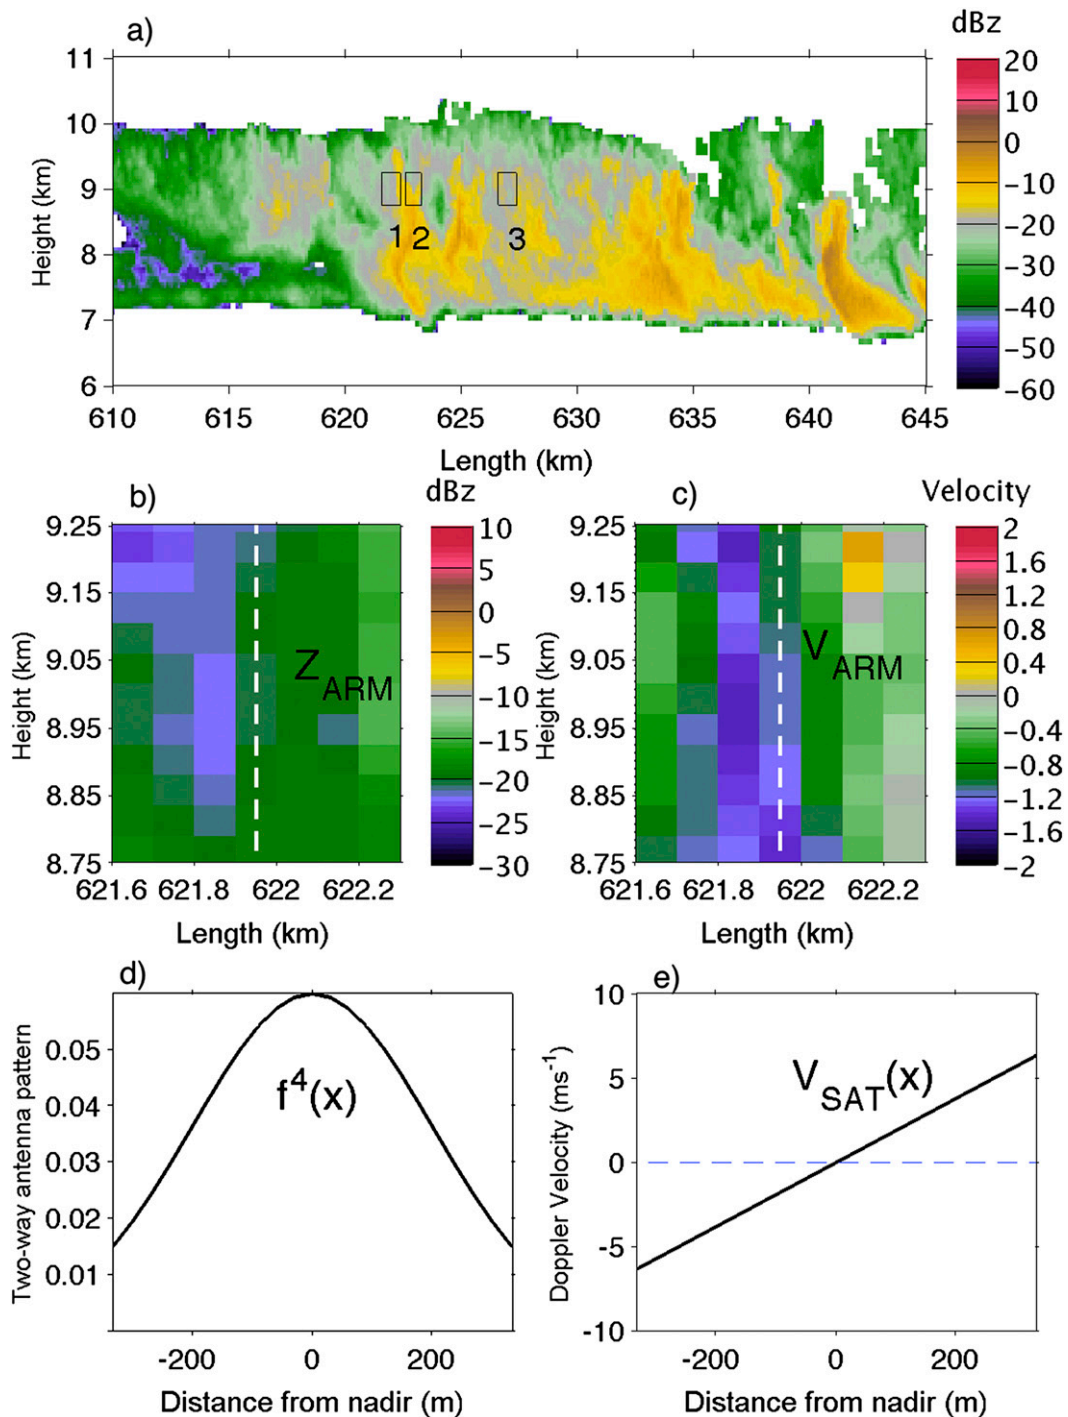 a)
dBz
Height (km)
11
10
9
8
7
6
1 2 3
20
10
0
−10
−20
−30
−40
−50
−60
610 615 620 625 630 635 640 645
Length (km)
b)
dBz
Height (km)
9.25
9.15
9.05
8.95
8.85
8.75
Z ARM
10
5
0
−5
−10
−15
−20
−25
−30
621.6 621.8 622 622.2
Length (km)
c)
Velocity
Height (km)
9.25
9.15
9.05
8.95
8.85
8.75
V ARM
2
1.6
1.2
0.8
0.4
0
−0.4
−0.8
−1.2
−1.6
−2
621.6 621.8 622 622.2
Length (km)
d)
Two-way antenna pattern
0.05
0.04
0.03
0.02
0.01
f⁴(x)
-200 0 200
Distance from nadir (m)
e)
Doppler Velocity (ms⁻¹)
10
5
0
-5
-10
V SAT(x)
-200 0 200
Distance from nadir (m)